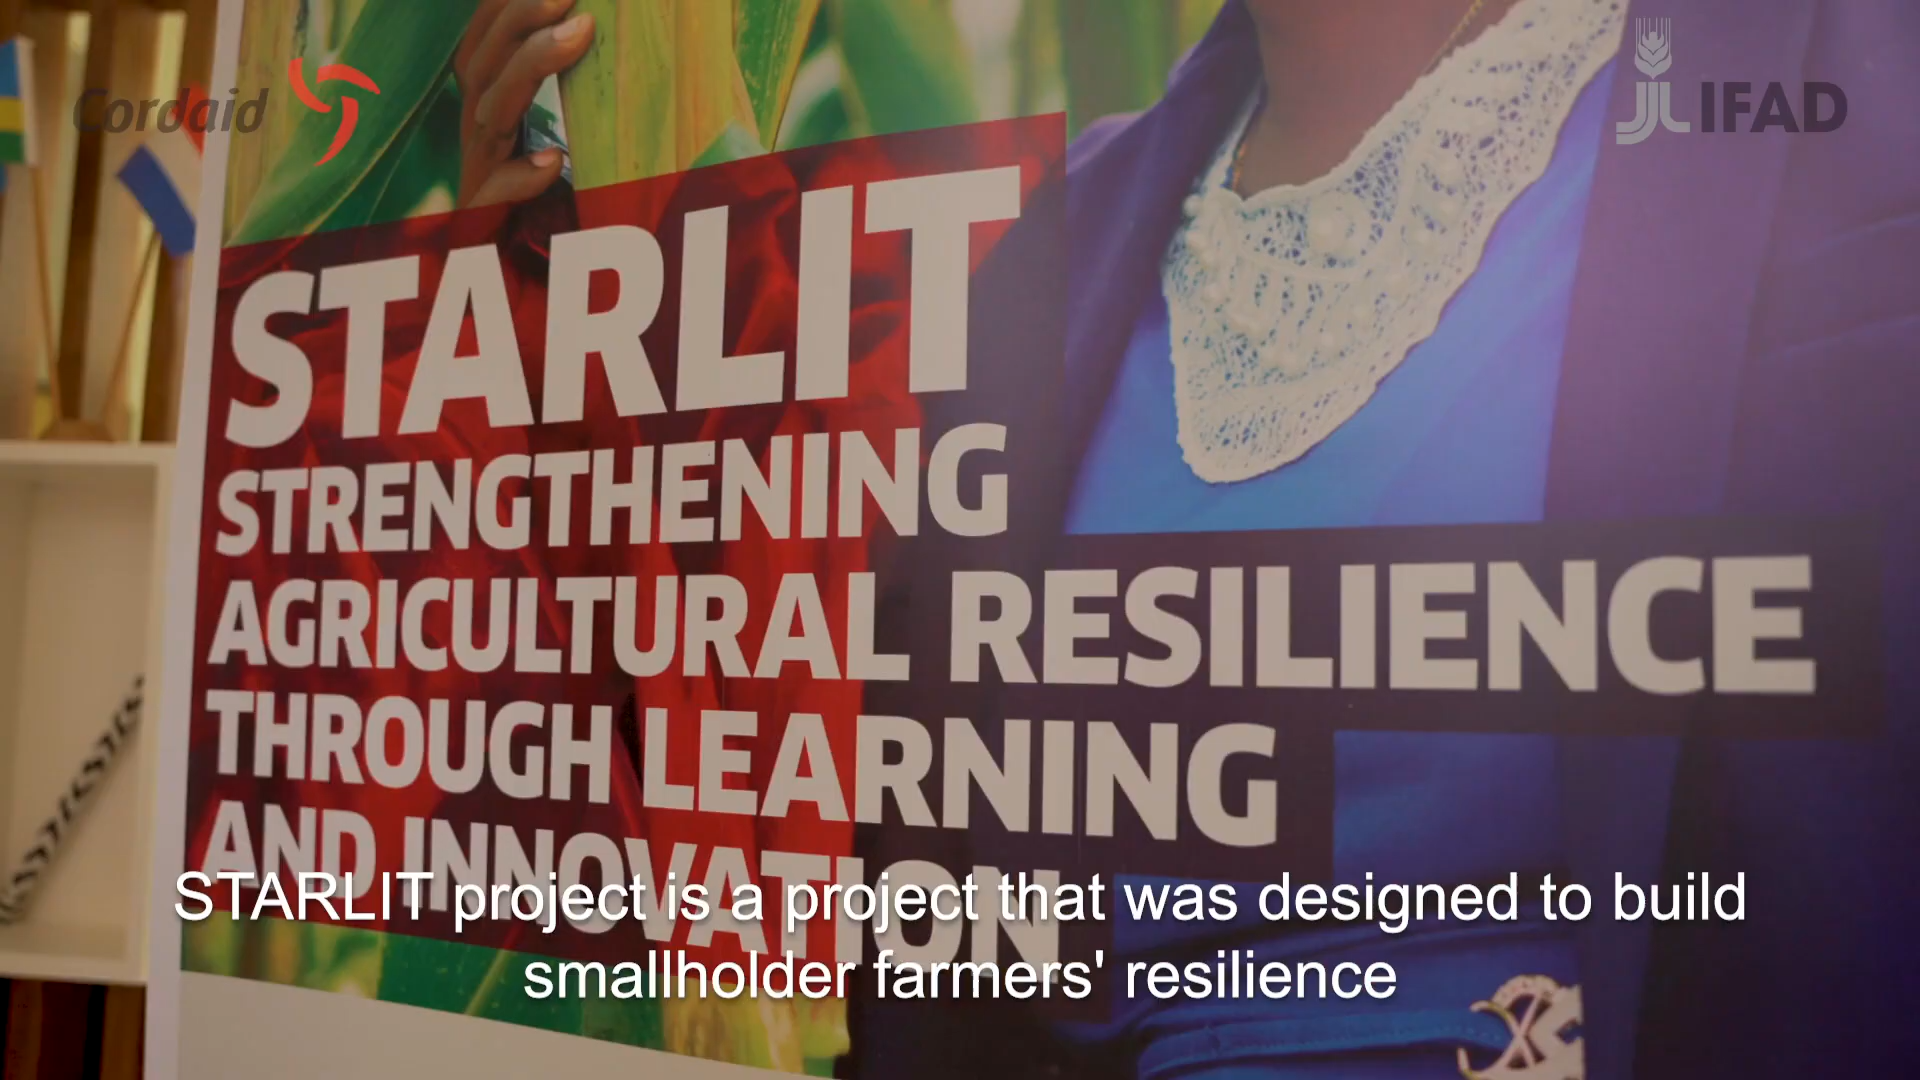 Cordaid
IFAD
STARLIT
STRENGTHENING
AGRICULTURAL RESILIENCE
THROUGH LEARNING
AND INNOVATION
STARLIT project is a project that was designed to build
smallholder farmers' resilience